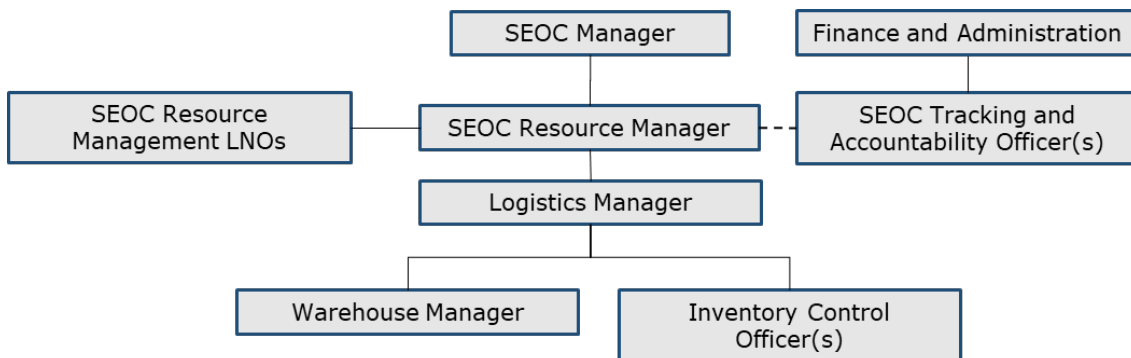 SEOC Manager
Finance and Administration
SEOC Resource
Management LNOs
SEOC Resource Manager
SEOC Tracking and
Accountability Officer(s)
Logistics Manager
Warehouse Manager
Inventory Control
Officer(s)